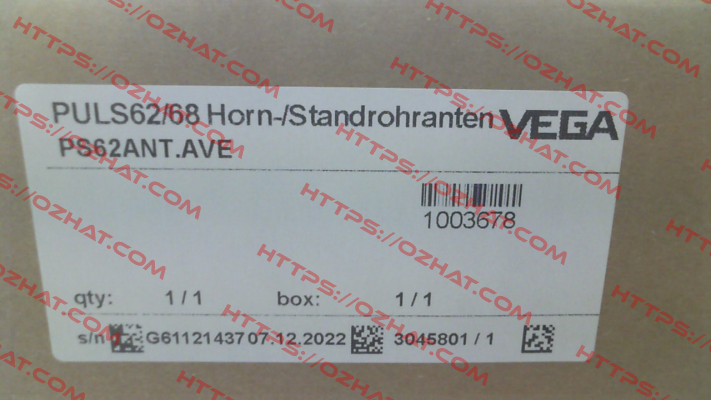 PULS62/68 Horn-/Standrohranten VEGA
PS62ANT.AVE
1003678
qty: 1 / 1 box: 1 / 1
s/n G61121437 07.12.2022 3045801 / 1
HTTPS://OZHAT.COM